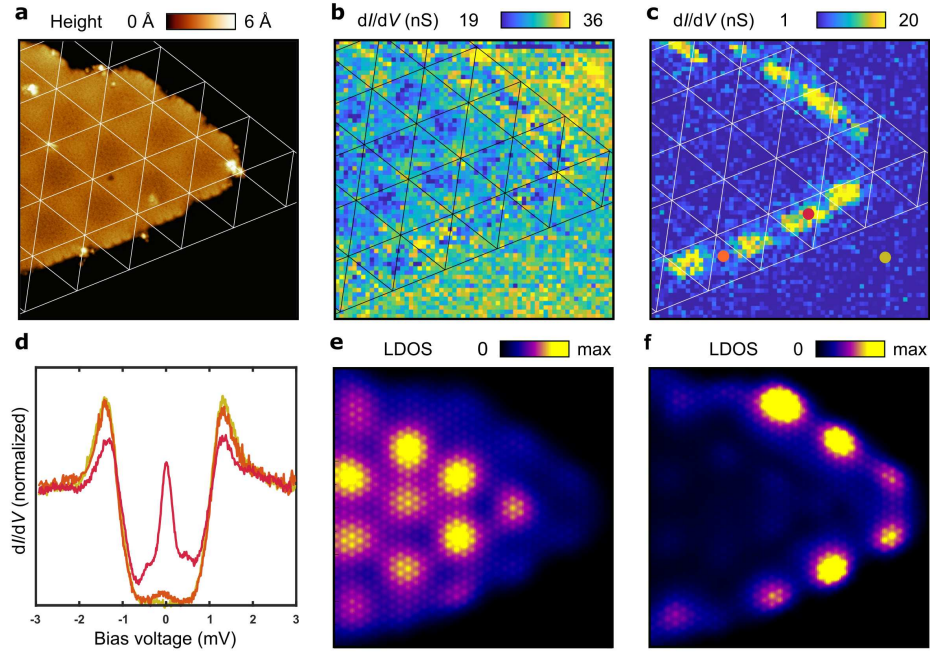 a Height 0 Å 6 Å
b dI/dV (nS) 19 36
c dI/dV (nS) 1 20
d
dI/dV (normalized)
-3 -2 -1 0 1 2 3
Bias voltage (mV)
e LDOS 0 max
f LDOS 0 max